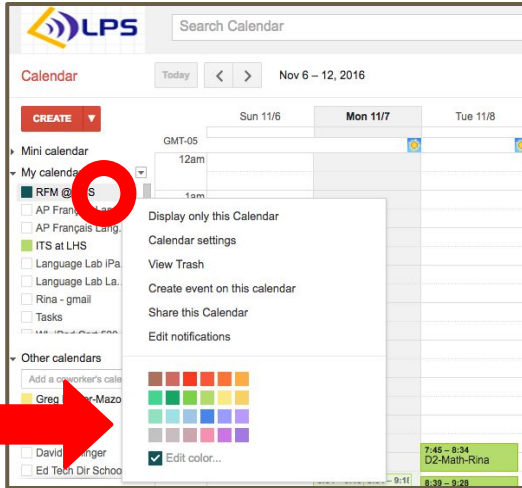 LPS
Search Calendar
Calendar
Today
Nov 6 – 12, 2016
CREATE
Sun 11/6
Mon 11/7
Tue 11/8
Mini calendar
GMT-05
12am
My calenda
RFM @ S
1am
AP Fran
AP Français Lang.
ITS at LHS
Language Lab iPa.
Language Lab La..
Rina - gmail
Tasks
Display only this Calendar
Calendar settings
View Trash
Create event on this calendar
Share this Calendar
Edit notifications
Other calendars
Add a coworker's cale
Greg r-Mazo
David inger
Ed Tech Dir Schoo
Edit color...
7:45 – 8:34
D2-Math-Rina
8:39 – 9:28